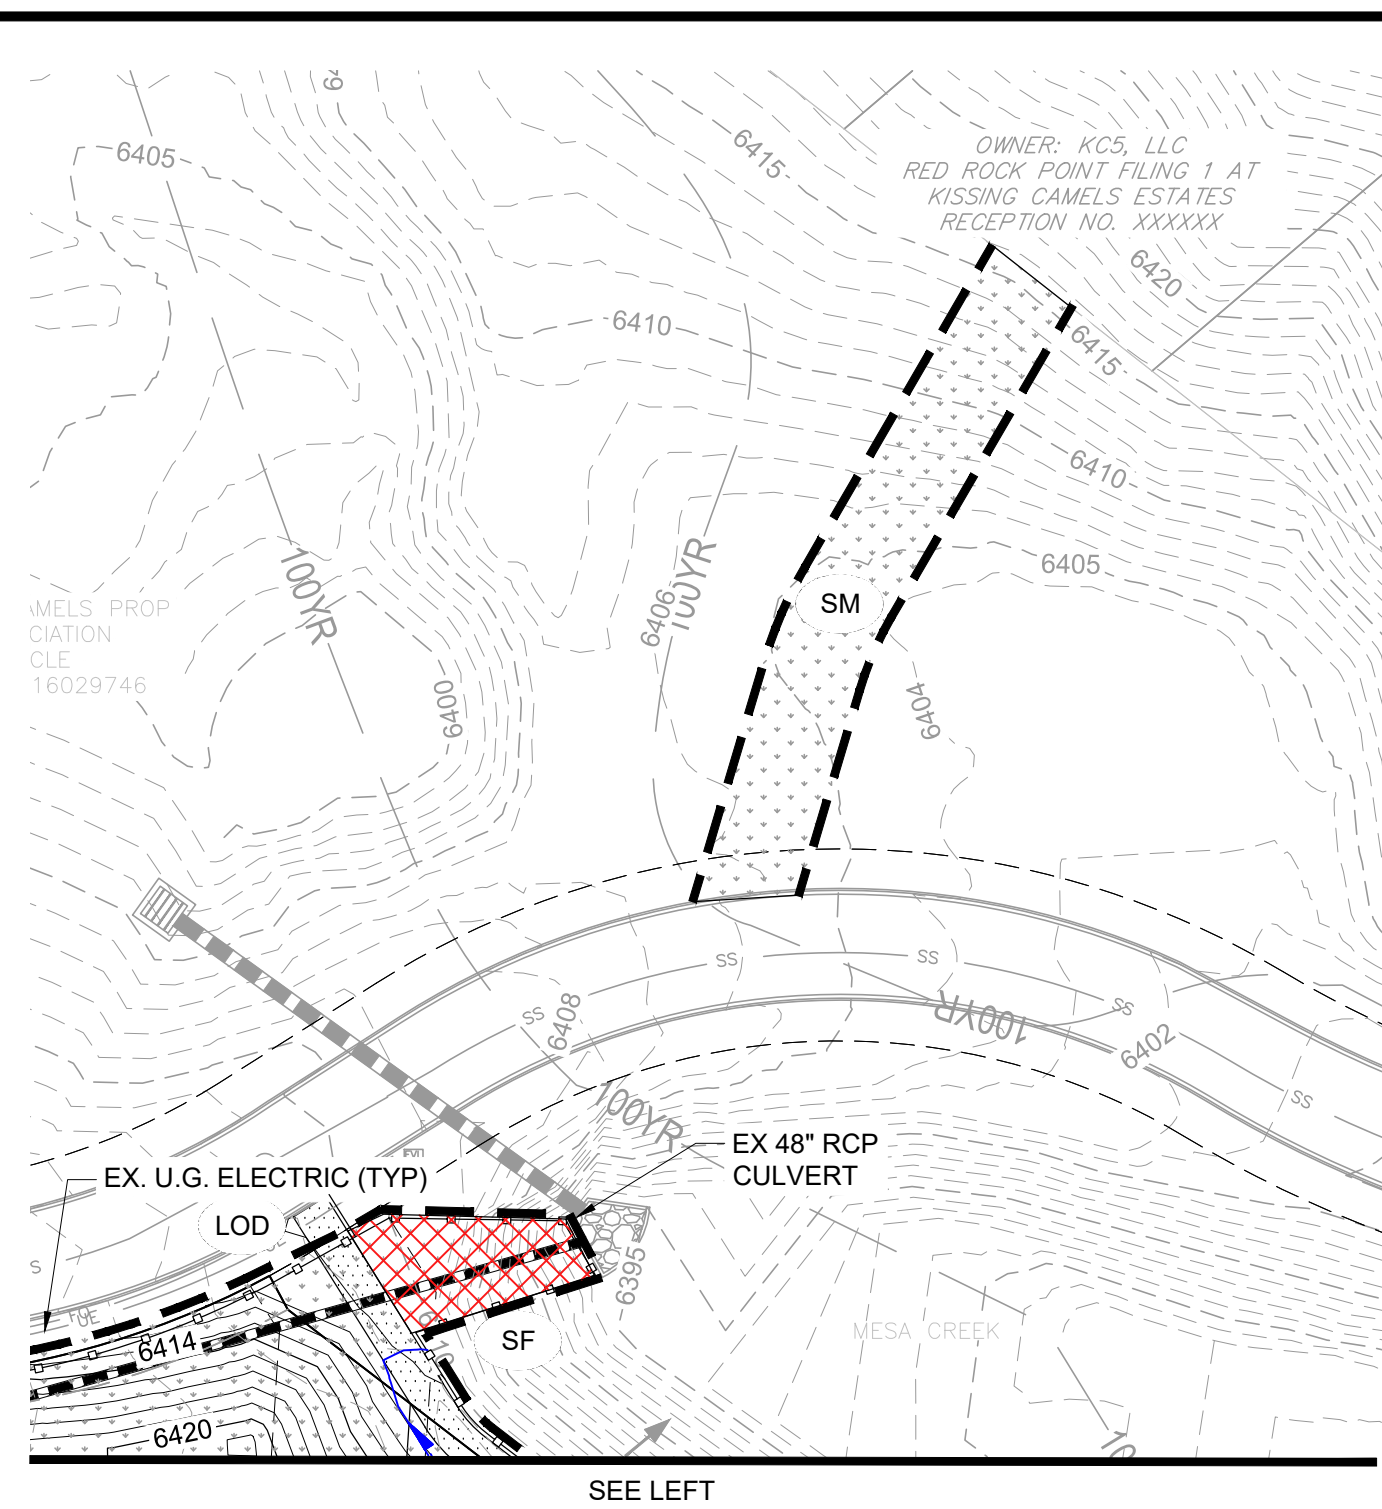 6405
6415
OWNER: KC5, LLC
RED ROCK POINT FILING 1 AT
KISSING CAMELS ESTATES
RECEPTION NO. XXXXXX
6420
6410
6415
6410
6405
100YR
100YR
6406
SM
AMELS PROP
CIATION
CLE
16029746
6400
6404
SS
SS
SS
SS
6408
100YR
6402
SS
100YR
EX 48" RCP
CULVERT
EX. U.G. ELECTRIC (TYP)
LOD
6395
SS
FOE
6414
SF
MESA CREEK
6420
SEE LEFT